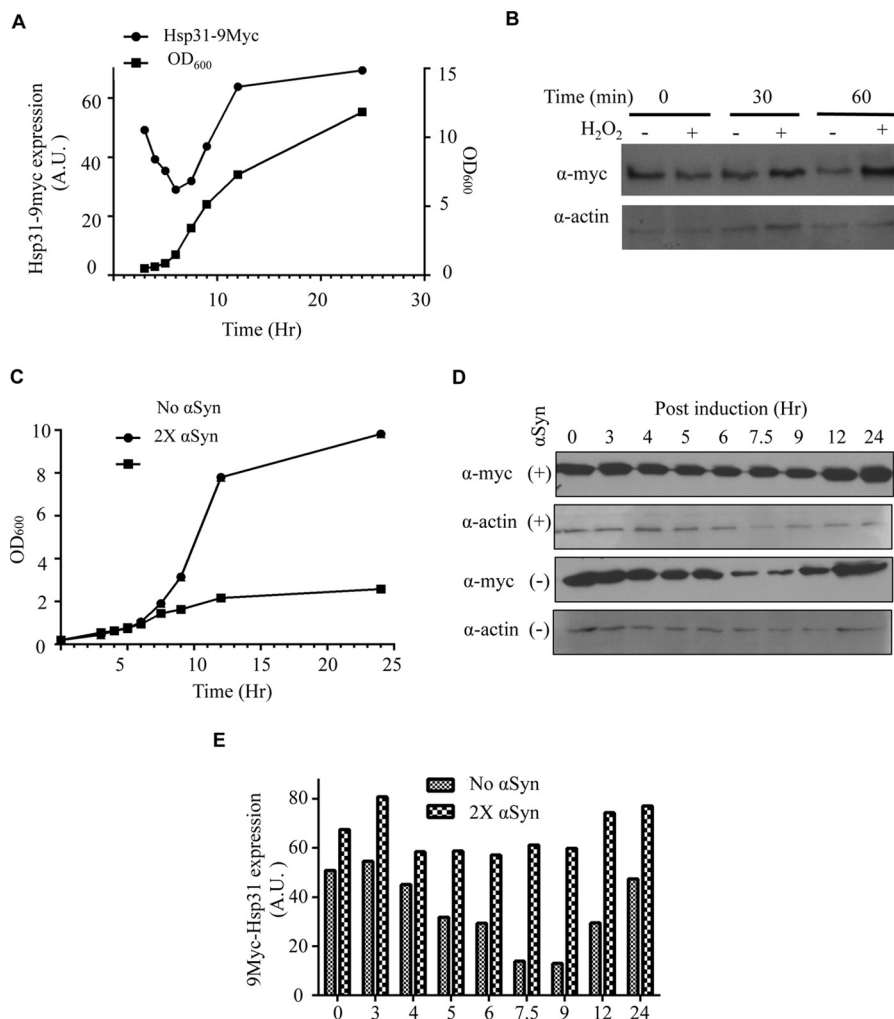 A
Hsp31-9Myc
OD600
60
40
20
0
Hsp31-9myc expression
(A.U.)
15
10
5
0
OD600
10
20
30
Time (Hr)
B
Time (min) 0 30 60
H2O2 - + - + - +
α-myc
α-actin
C
No αSyn
2X αSyn
10
8
6
4
2
0
OD600
5 10 15 20 25
Time (Hr)
D
αSyn
Post induction (Hr)
0 3 4 5 6 7.5 9 12 24
α-myc (+)
α-actin (+)
α-myc (-)
α-actin (-)
E
No αSyn
2X αSyn
80
60
40
20
0
9Myc-Hsp31 expression
(A.U.)
0 3 4 5 6 7.5 9 12 24